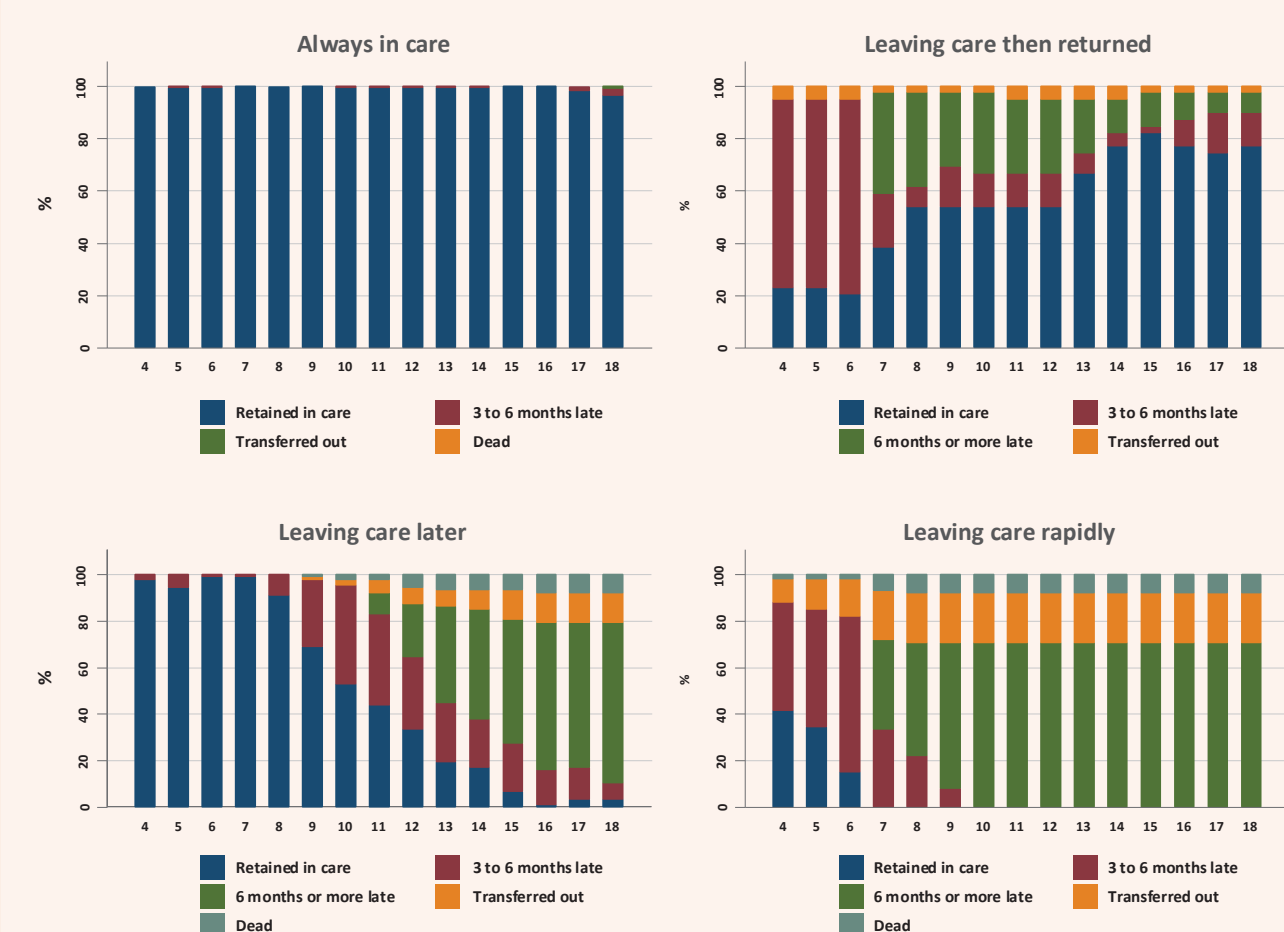 Always in care
Leaving care then returned
%
100
80
60
40
20
0
4 5 6 7 8 9 10 11 12 13 14 15 16 17 18
Retained in care
3 to 6 months late
Transferred out
Dead
%
100
80
60
40
20
0
4 5 6 7 8 9 10 11 12 13 14 15 16 17 18
Retained in care
3 to 6 months late
6 months or more late
Transferred out
Leaving care later
Leaving care rapidly
%
100
80
60
40
20
0
4 5 6 7 8 9 10 11 12 13 14 15 16 17 18
Retained in care
3 to 6 months late
6 months or more late
Transferred out
Dead
%
100
80
60
40
20
0
4 5 6 7 8 9 10 11 12 13 14 15 16 17 18
Retained in care
3 to 6 months late
6 months or more late
Transferred out
Dead